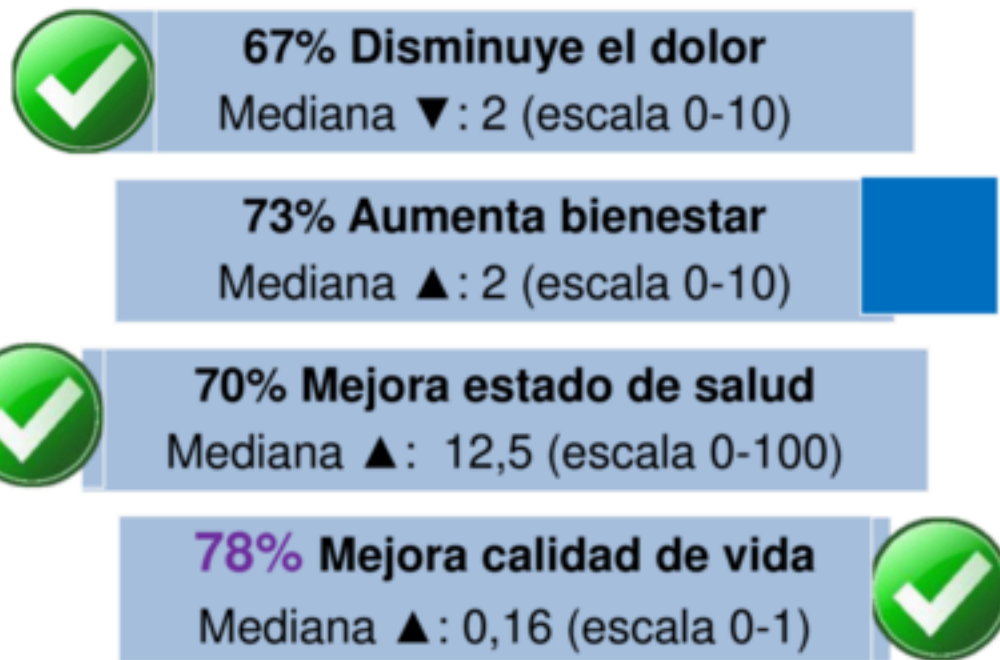 67% Disminuye el dolor
Mediana ▼: 2 (escala 0-10)
73% Aumenta bienestar
Mediana ▲: 2 (escala 0-10)
70% Mejora estado de salud
Mediana ▲: 12,5 (escala 0-100)
78% Mejora calidad de vida
Mediana ▲: 0,16 (escala 0-1)